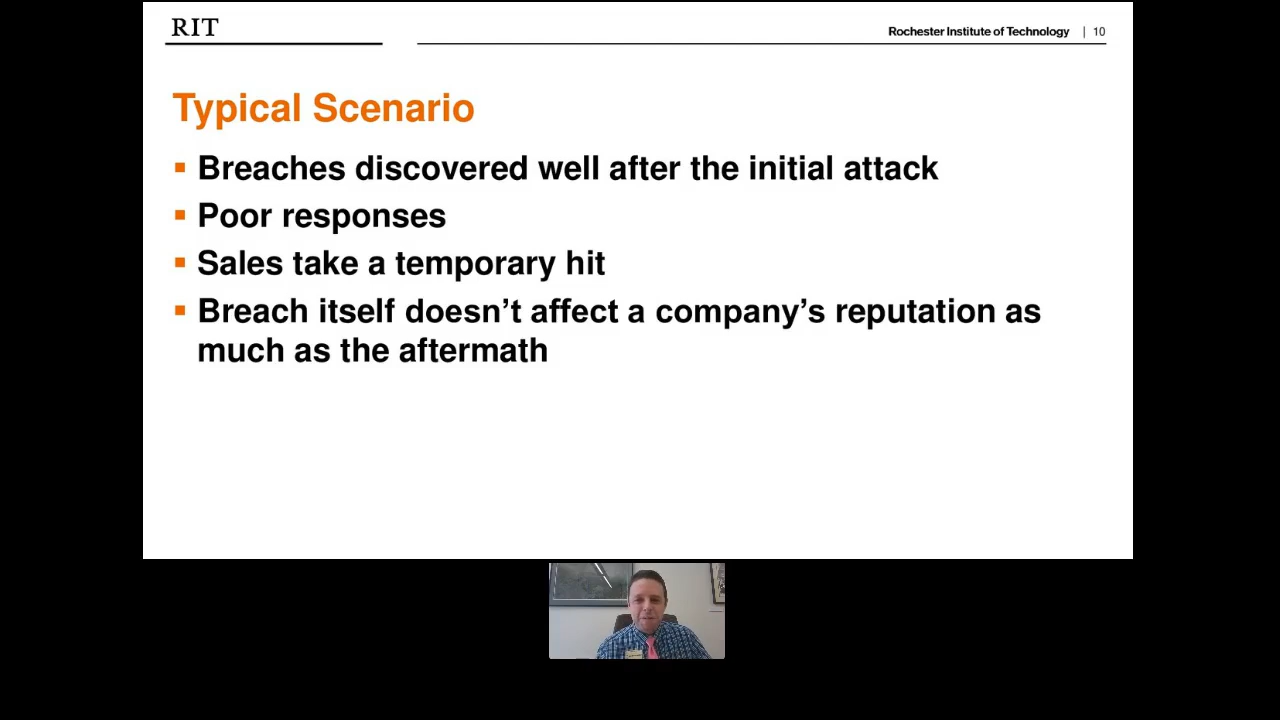 RIT
Rochester Institute of Technology | 10
Typical Scenario
Breaches discovered well after the initial attack
Poor responses
Sales take a temporary hit
Breach itself doesn’t affect a company’s reputation as
much as the aftermath